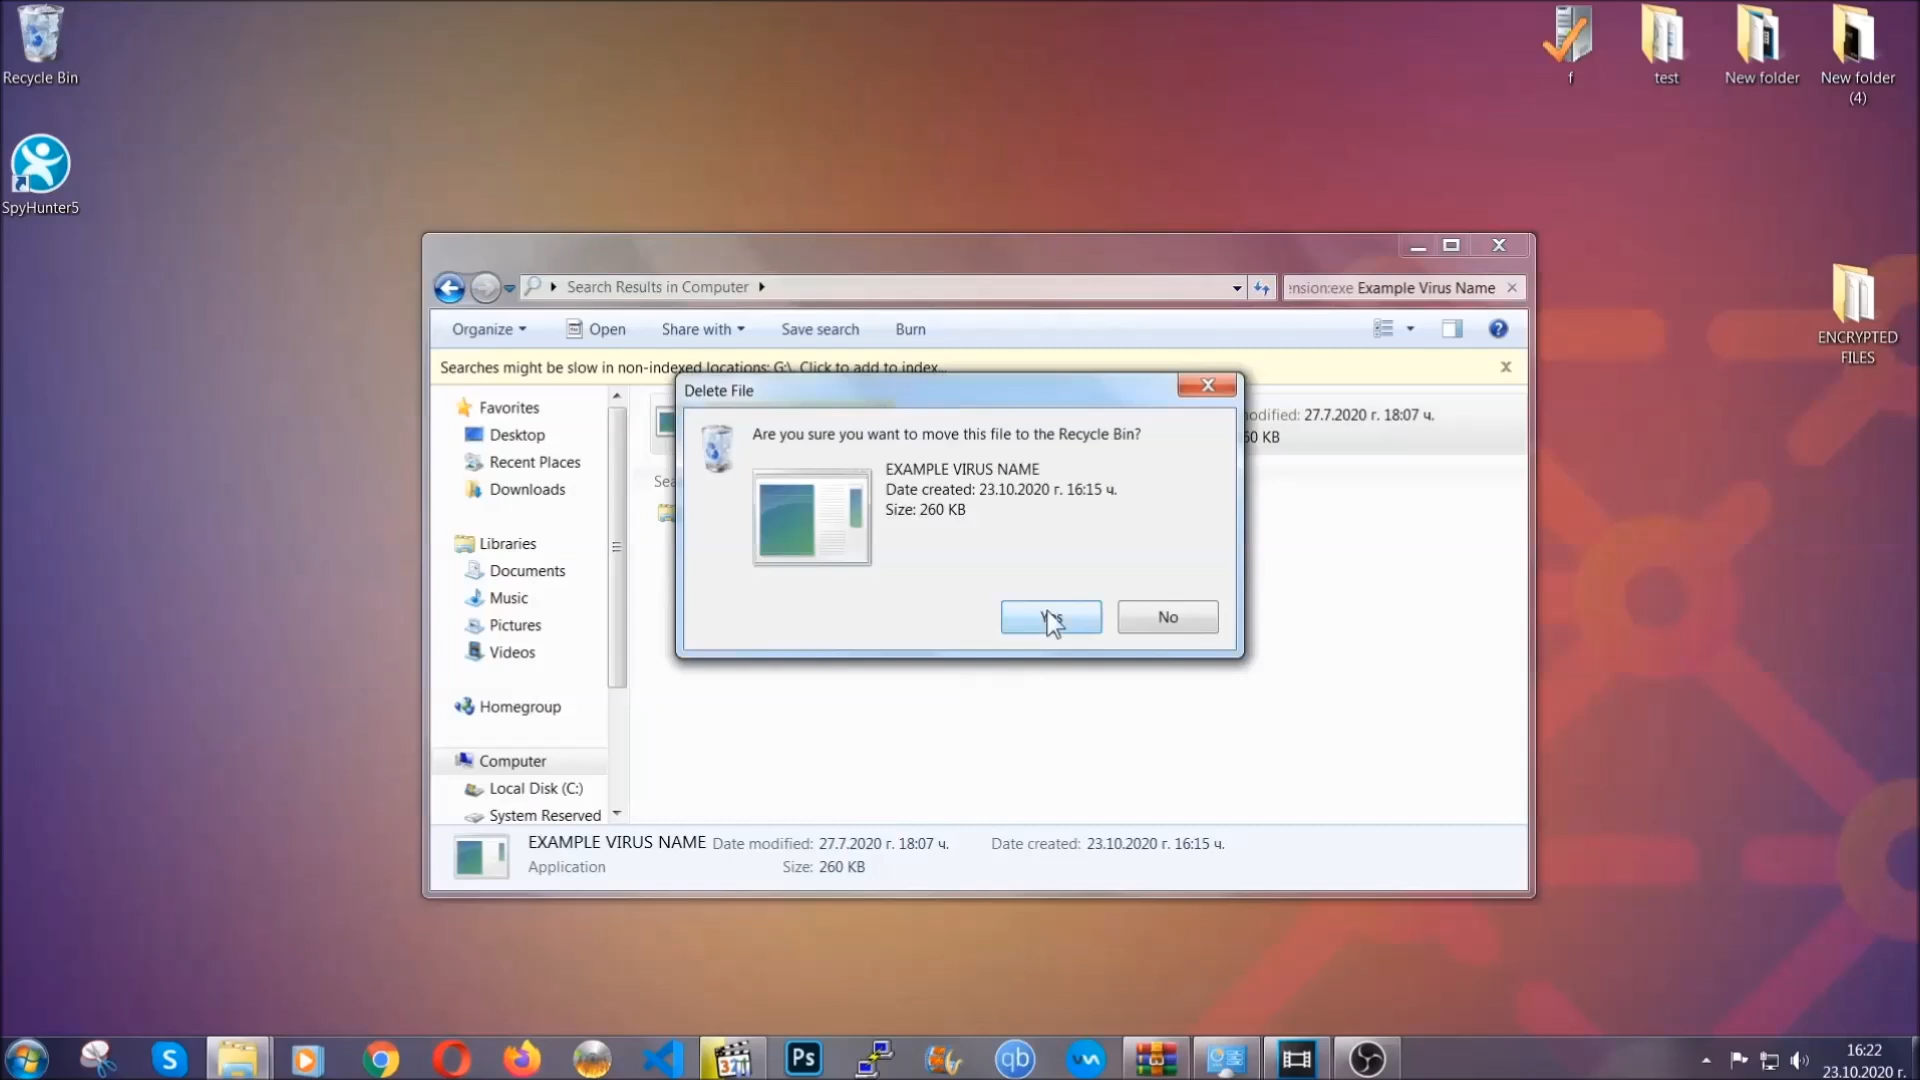 Recycle Bin
SpyHunter5
f
test
New folder
New folder
(4)
ENCRYPTED
FILES
Search Results in Computer
nsion:exe Example Virus Name
Organize
Open
Share with
Save search
Burn
Searches might be slow in non-indexed locations: G:\. Click to add to index...
Favorites
Desktop
Recent Places
Downloads
Libraries
Documents
Music
Pictures
Videos
Homegroup
Computer
Local Disk (C:)
System Reserved
odified: 27.7.2020 г. 18:07 ч.
60 KB
Sea
Delete File
Are you sure you want to move this file to the Recycle Bin?
EXAMPLE VIRUS NAME
Date created: 23.10.2020 г. 16:15 ч.
Size: 260 KB
Yes
No
EXAMPLE VIRUS NAME Date modified: 27.7.2020 г. 18:07 ч. Date created: 23.10.2020 г. 16:15 ч.
Application Size: 260 KB
S
321
Ps
qb
16:22
23.10.2020 г.